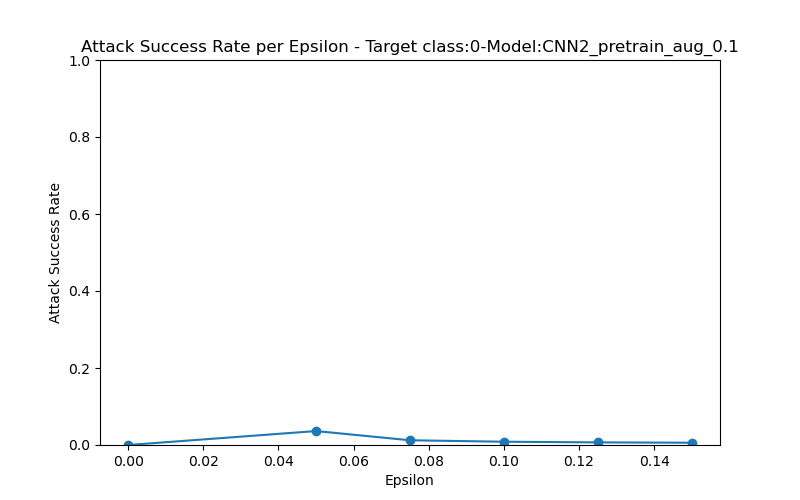 Attack Success Rate per Epsilon - Target class:0-Model:CNN2_pretrain_aug_0.1
1.0
0.8
0.6
0.4
0.2
0.0
Attack Success Rate
0.00 0.02 0.04 0.06 0.08 0.10 0.12 0.14
Epsilon